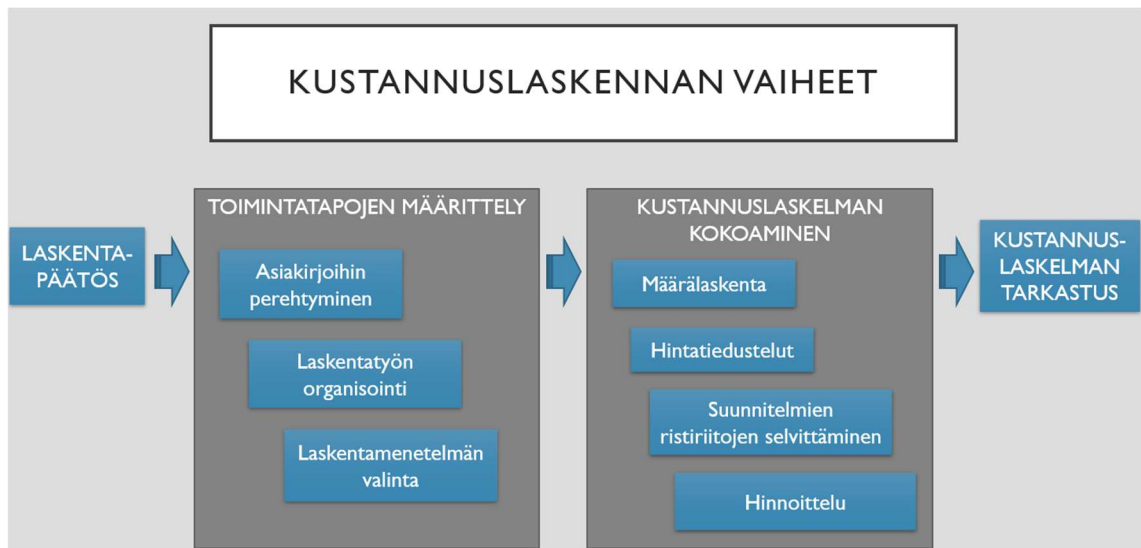 KUSTANNUSLASKENNAN VAIHEET
LASKENTA-
PÄÄTÖS
TOIMINTATAPOJEN MÄÄRITTELY
Asiakirjoihin
perehtyminen
Laskentatyön
organisointi
Laskentamenetelmän
valinta
KUSTANNUSLASKELMAN
KOKOAMINEN
Määrälaskenta
Hintatiedustelut
Suunnitelmien
ristiriitojen selvittäminen
Hinnoittelu
KUSTANNUS-
LASKELMAN
TARKASTUS